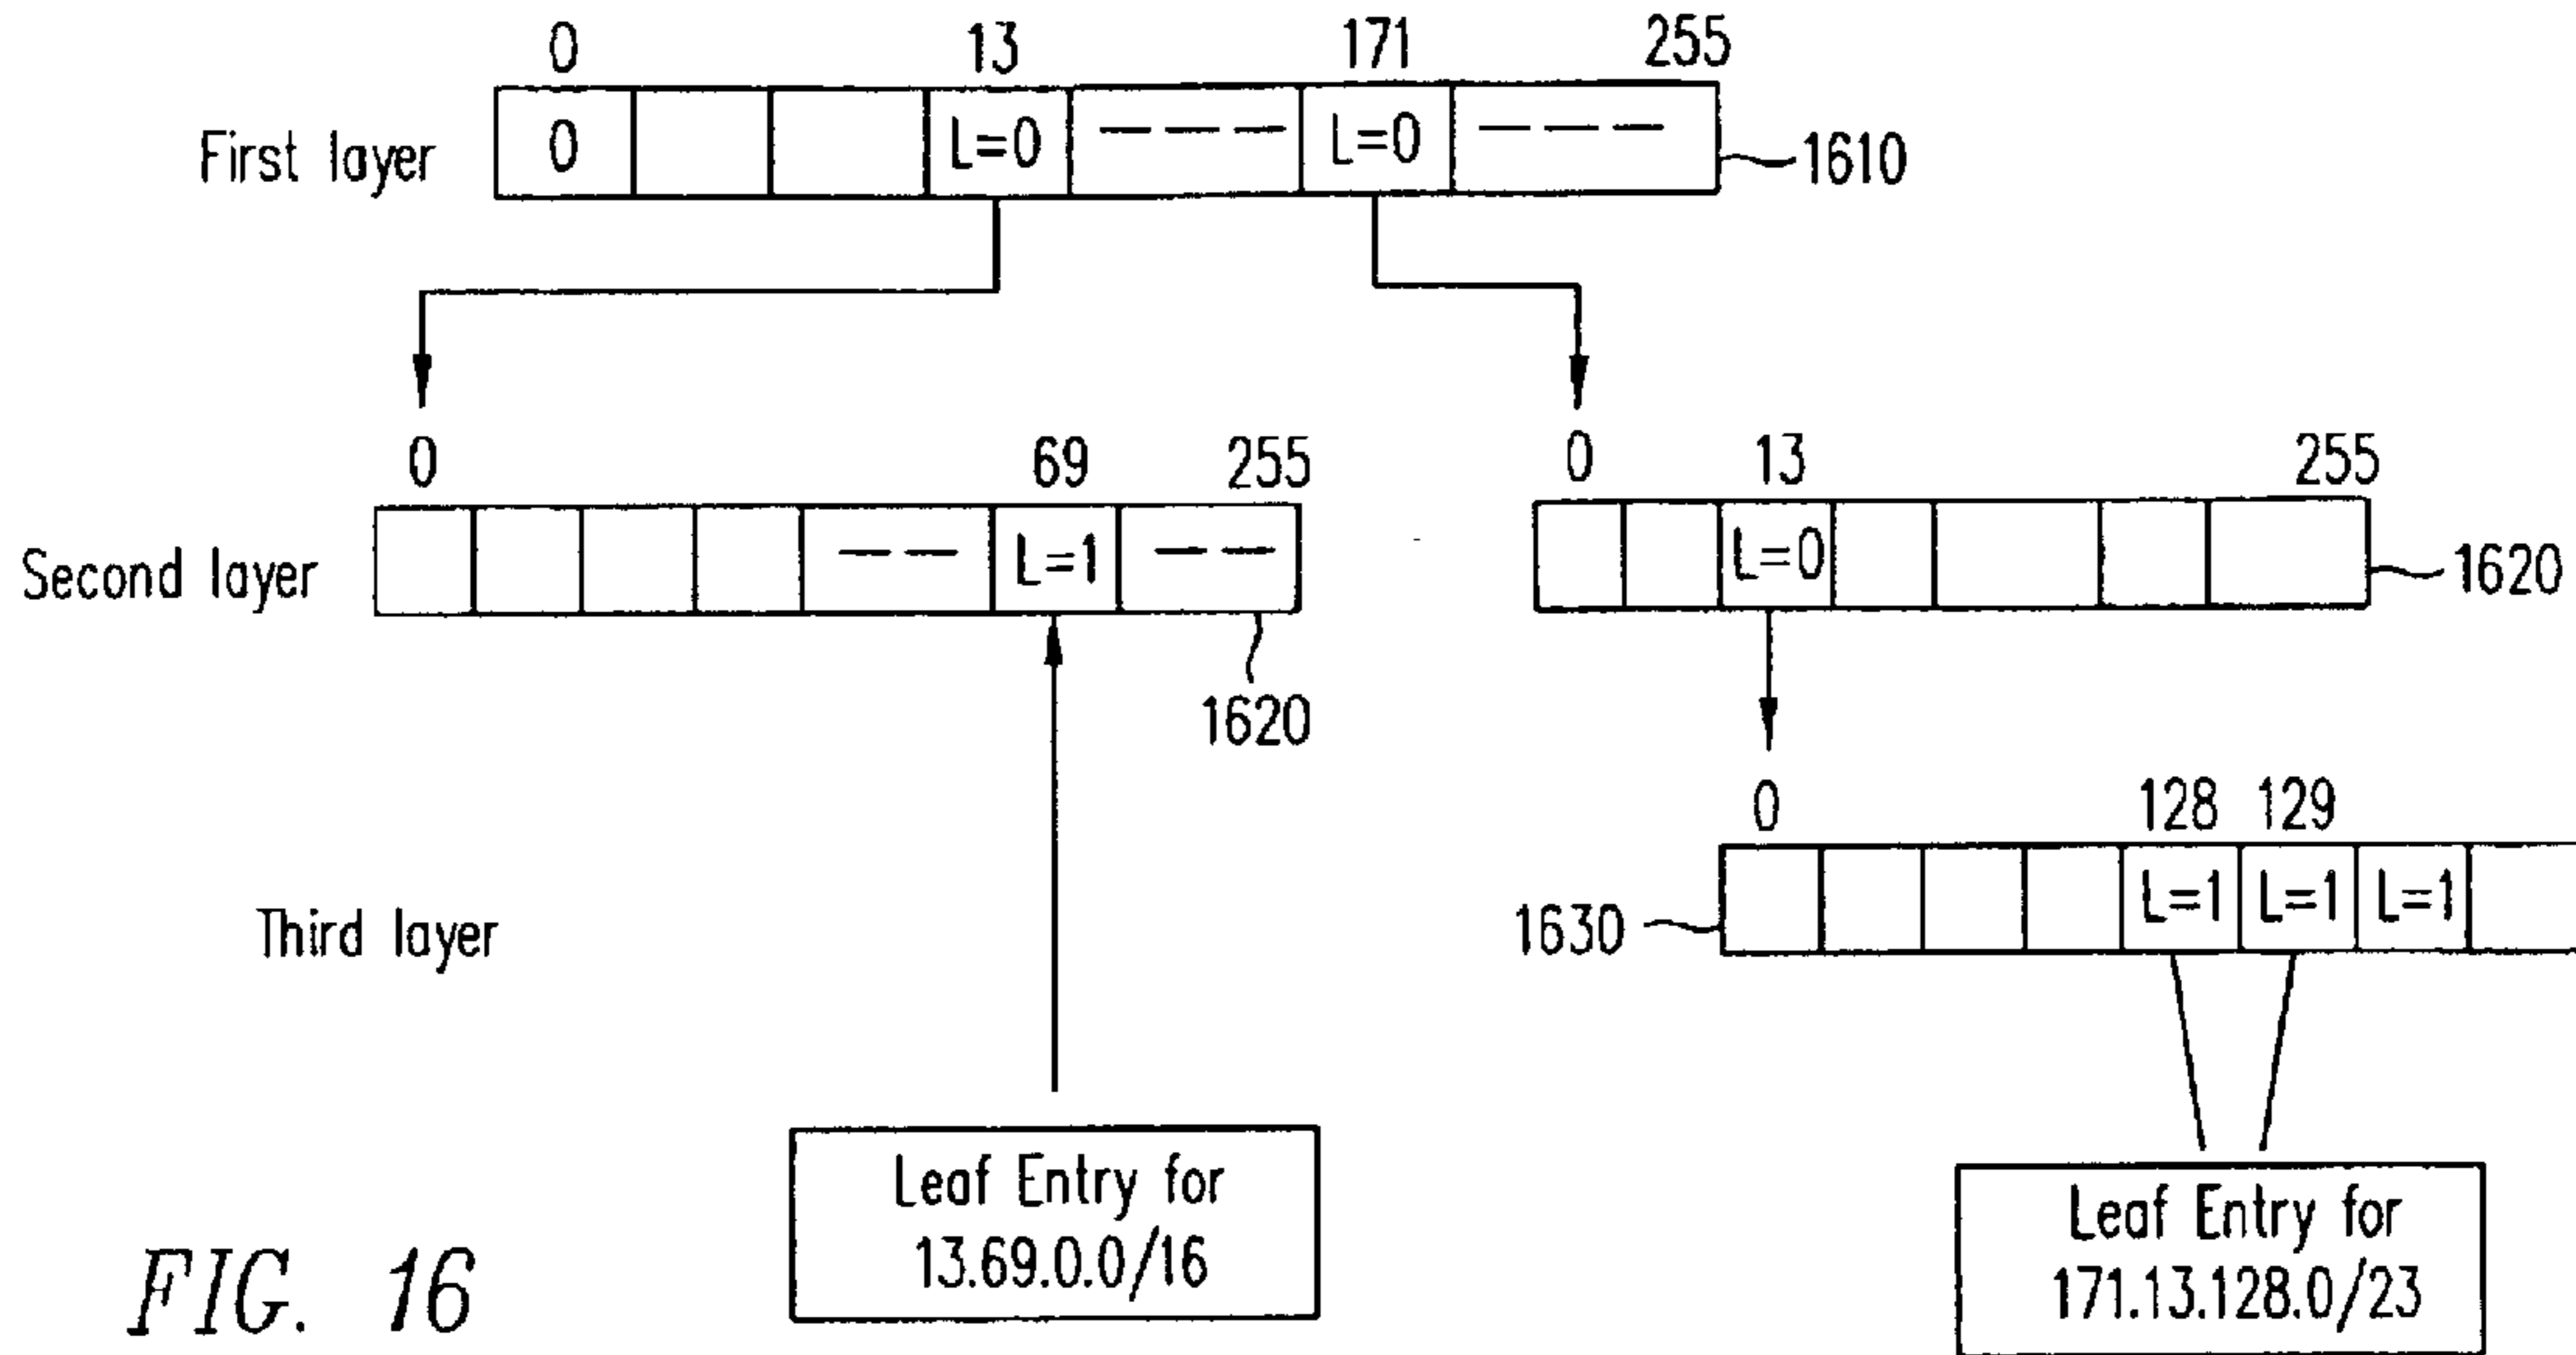 0 13 171 255
First layer 0 L=0 — — — L=0 — — — 1610
0 69 255 0 13 255
Second layer — — L=1 — — L=0 1620
1620
0 128 129
Third layer 1630 L=1 L=1 L=1
Leaf Entry for
13.69.0.0/16
Leaf Entry for
171.13.128.0/23
FIG. 16